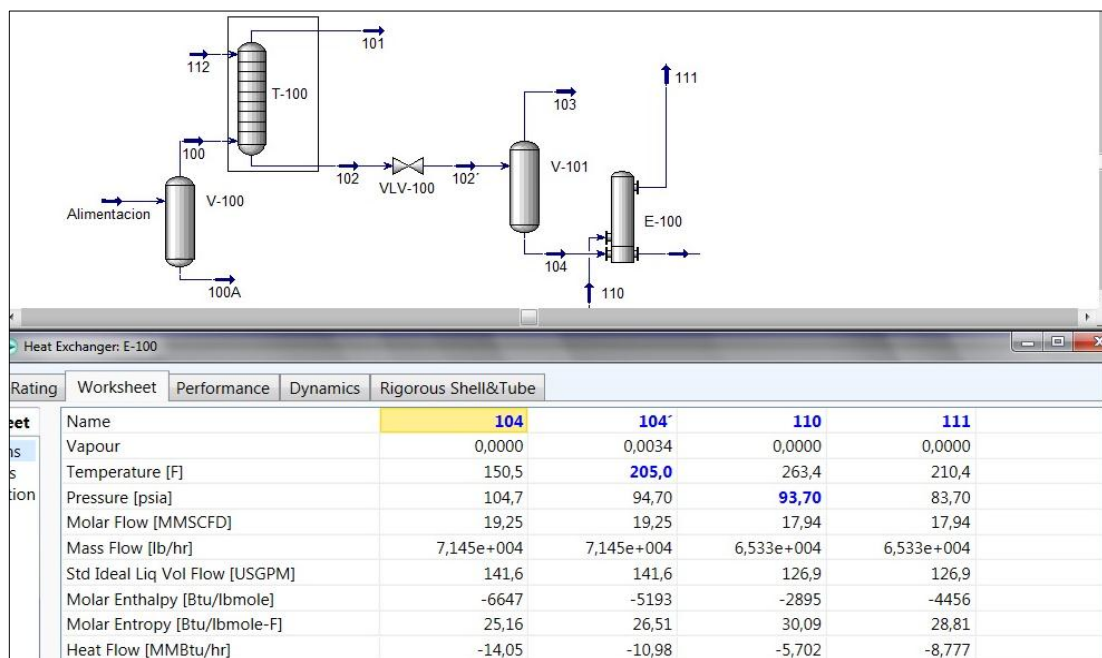 101
112
T-100
111
103
100
102
VLV-100
102´
V-101
Alimentacion
V-100
E-100
104
100A
110
Heat Exchanger: E-100
Rating Worksheet Performance Dynamics Rigorous Shell&Tube
eet Name 104 104´ 110 111
ns Vapour 0,0000 0,0034 0,0000 0,0000
s Temperature [F] 150,5 205,0 263,4 210,4
tion Pressure [psia] 104,7 94,70 93,70 83,70
Molar Flow [MMSCFD] 19,25 19,25 17,94 17,94
Mass Flow [lb/hr] 7,145e+004 7,145e+004 6,533e+004 6,533e+004
Std Ideal Liq Vol Flow [USGPM] 141,6 141,6 126,9 126,9
Molar Enthalpy [Btu/lbmole] -6647 -5193 -2895 -4456
Molar Entropy [Btu/lbmole-F] 25,16 26,51 30,09 28,81
Heat Flow [MMBtu/hr] -14,05 -10,98 -5,702 -8,777